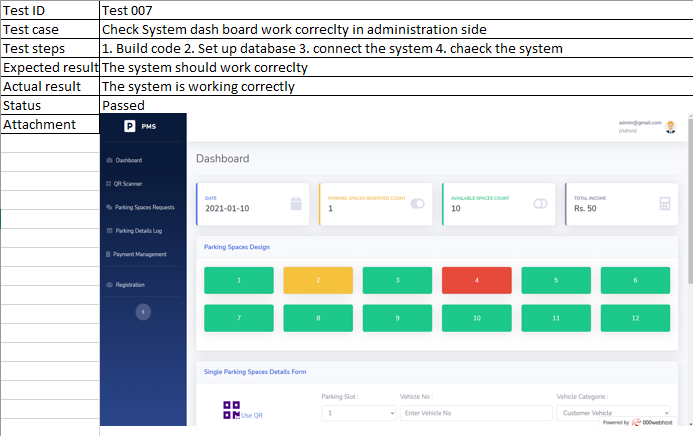 Test ID Test 007
Test case Check System dash board work correclty in administration side
Test steps 1. Build code 2. Set up database 3. connect the system 4. chaeck the system
Expected result The system should work correclty
Actual result The system is working correctly
Status Passed
Attachment
P PMS
admin@gmail.com
(Admin)
Dashboard
Dashboard
QR Scanner
Parking Spaces Requests
Parking Details Log
Payment Management
Registration
DATE
2021-01-10
PARKING SPACES RESERVED COUNT
1
AVAILABLE SPACES COUNT
10
TOTAL INCOME
Rs. 50
Parking Spaces Design
1 2 3 4 5 6
7 8 9 10 11 12
Single Parking Spaces Details Form
Use QR
Parking Slot :
1
Vehicle No :
Enter Vehicle No
Vehicle Categorie :
Customer Vehicle
Powered by 000webhost